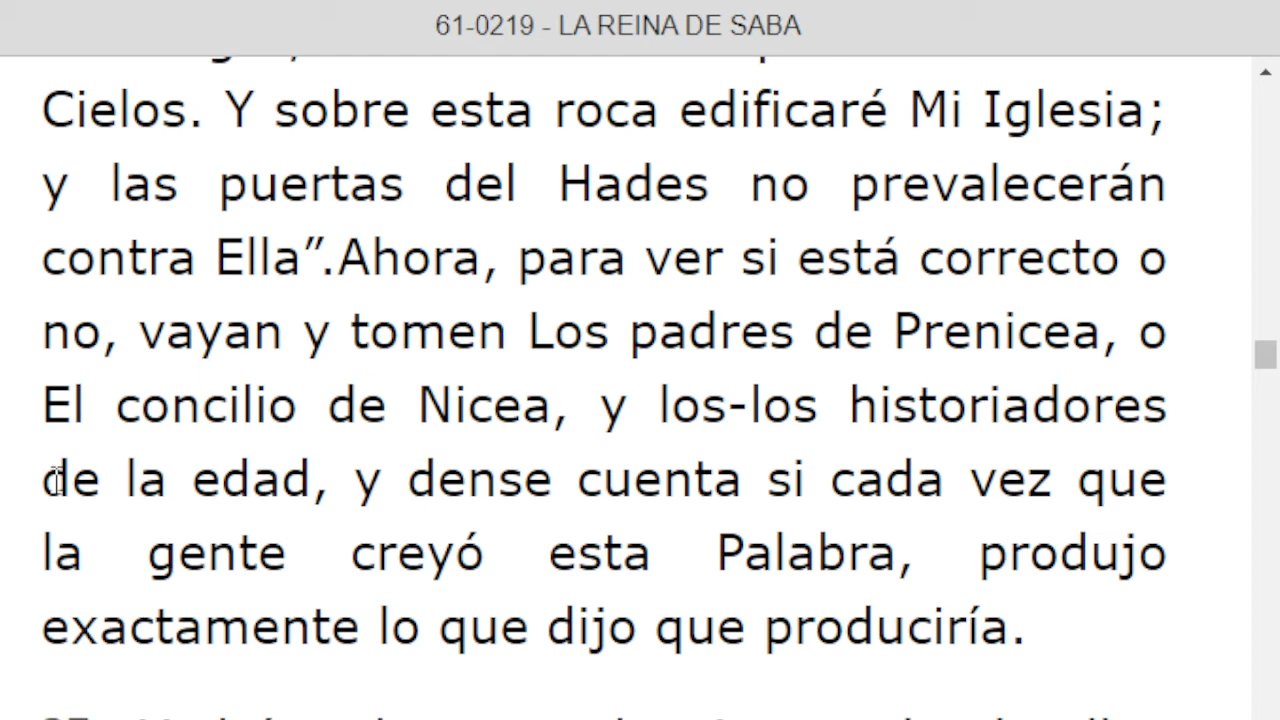 61-0219 - LA REINA DE SABA
Cielos. Y sobre esta roca edificaré Mi Iglesia;
y las puertas del Hades no prevalecerán
contra Ella”.Ahora, para ver si está correcto o
no, vayan y tomen Los padres de Prenicea, o
El concilio de Nicea, y los-los historiadores
de la edad, y dense cuenta si cada vez que
la gente creyó esta Palabra, produjo
exactamente lo que dijo que produciría.